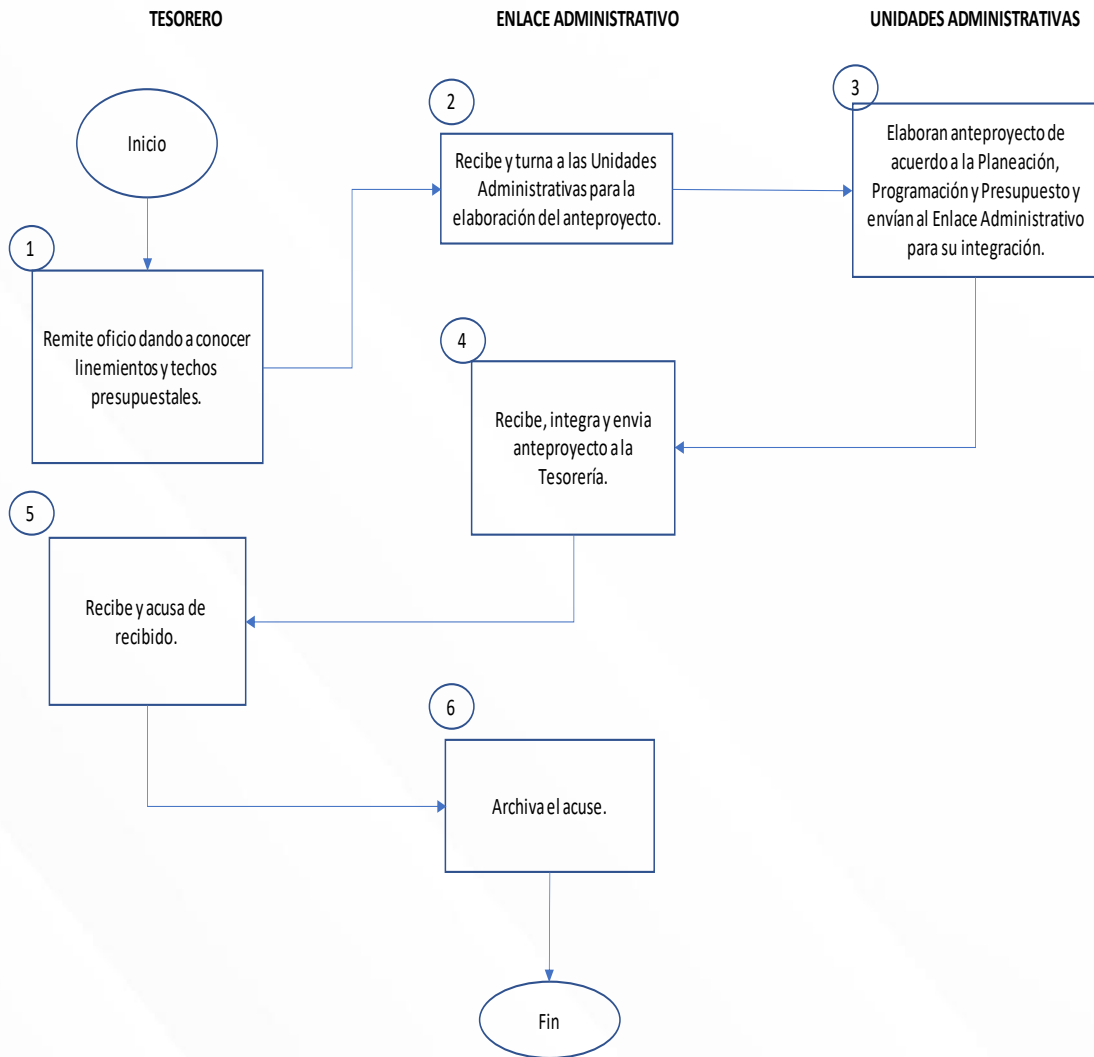 TESORERO
ENLACE ADMINISTRATIVO
UNIDADES ADMINISTRATIVAS
Inicio
1
Remite oficio dando a conocer
linemientos y techos
presupuestales.
2
Recibe y turna a las Unidades
Administrativas para la
elaboración del anteproyecto.
3
Elaboran anteproyecto de
acuerdo a la Planeación,
Programación y Presupuesto y
envían al Enlace Administrativo
para su integración.
4
Recibe, integra y envia
anteproyecto a la
Tesorería.
5
Recibe y acusa de
recibido.
6
Archiva el acuse.
Fin